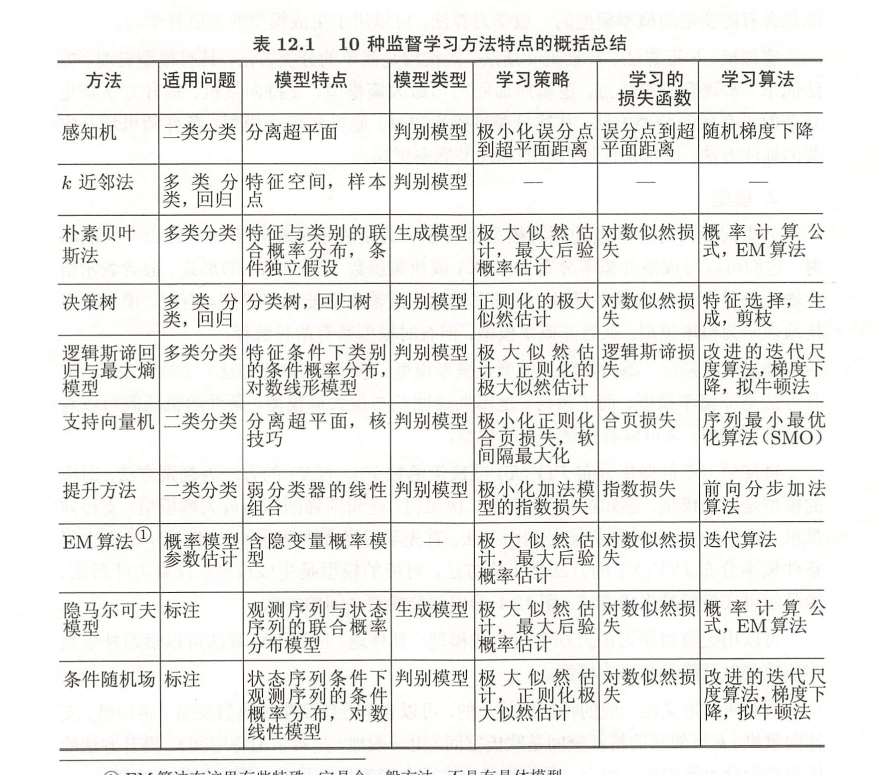 表 12.1 10 种监督学习方法特点的概括总结
方法 适用问题 模型特点 模型类型 学习策略 学习的 学习算法
损失函数
感知机 二类分类 分离超平面 判别模型 极小化误分点 误分点到超 随机梯度下降
到超平面距离 平面距离
k 近邻法 多类分 特征空间，样本 判别模型 — — —
类，回归 点
朴素贝叶 多类分类 特征与类别的联 生成模型 极大似然估 对数似然损 概率计算公
斯法 合概率分布，条 计，最大后验 失 式，EM算法
件独立假设 概率估计
决策树 多类分 分类树，回归树 判别模型 正则化的极大 对数似然损 特征选择，生
类，回归 似然估计 失 成，剪枝
逻辑斯谛回 多类分类 特征条件下类别 判别模型 极大似然估 逻辑斯谛损 改进的迭代尺
归与最大熵 的条件概率分布， 计，正则化的 失 度算法，梯度下
模型 对数线形模型 极大似然估计 降，拟牛顿法
支持向量机 二类分类 分离超平面，核 判别模型 极小化正则化 合页损失 序列最小最优
技巧 合页损失，软 化算法（SMO）
间隔最大化
提升方法 二类分类 弱分类器的线性 判别模型 极小化加法模 指数损失 前向分步加法
组合 型的指数损失 算法
EM算法① 概率模型 含隐变量概率模 极大似然估 对数似然损 迭代算法
参数估计 型 计，最大后验 失
概率估计
隐马尔可夫 标注 观测序列与状态 生成模型 极大似然估 对数似然损 概率计算公
模型 序列的联合概率 计，最大后验 失 式，EM算法
分布模型 概率估计
条件随机场 标注 状态序列条件下 判别模型 极大似然估 对数似然损 改进的迭代尺
观测序列的条件 计，正则化极 失 度算法，梯度下
概率分布，对数 大似然估计 降，拟牛顿法
线性模型